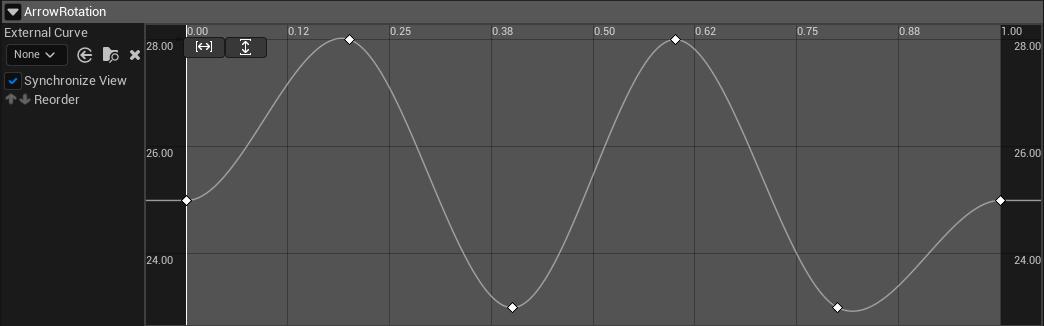 ArrowRotation
External Curve
None
Synchronize View
Reorder
0.00 0.12 0.25 0.38 0.50 0.62 0.75 0.88 1.00
28.00 28.00
26.00 26.00
24.00 24.00